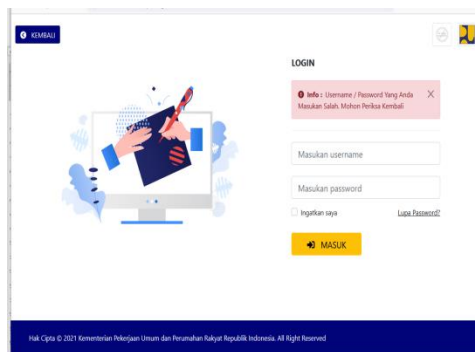 KEMBALI
LOGIN
Info : Username / Password Yang Anda
Masukan Salah. Mohon Periksa Kembali
Masukan username
Masukan password
Ingatkan saya
Lupa Password?
MASUK
Hak Cipta © 2021 Kementerian Pekerjaan Umum dan Perumahan Rakyat Republik Indonesia. All Right Reserved